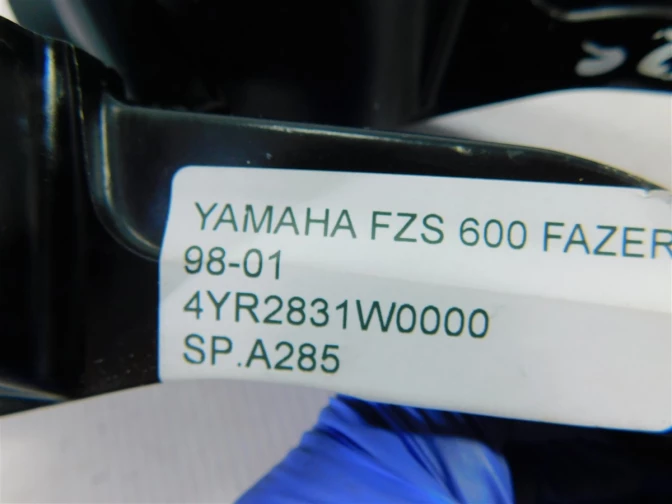 YAMAHA FZS 600 FAZER
98-01
4YR2831W0000
SP.A285